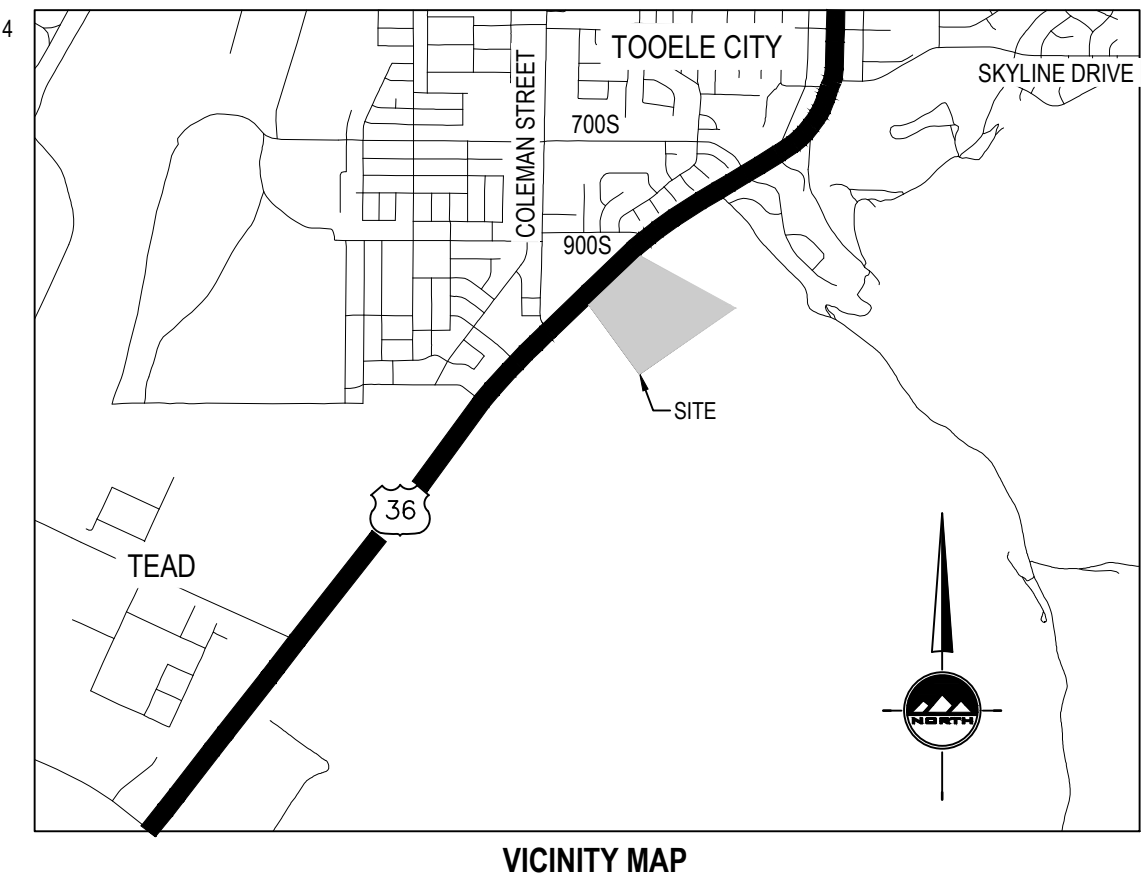 4
TOOELE CITY
SKYLINE DRIVE
COLEMAN STREET
700S
900S
SITE
36
TEAD
NORTH
VICINITY MAP